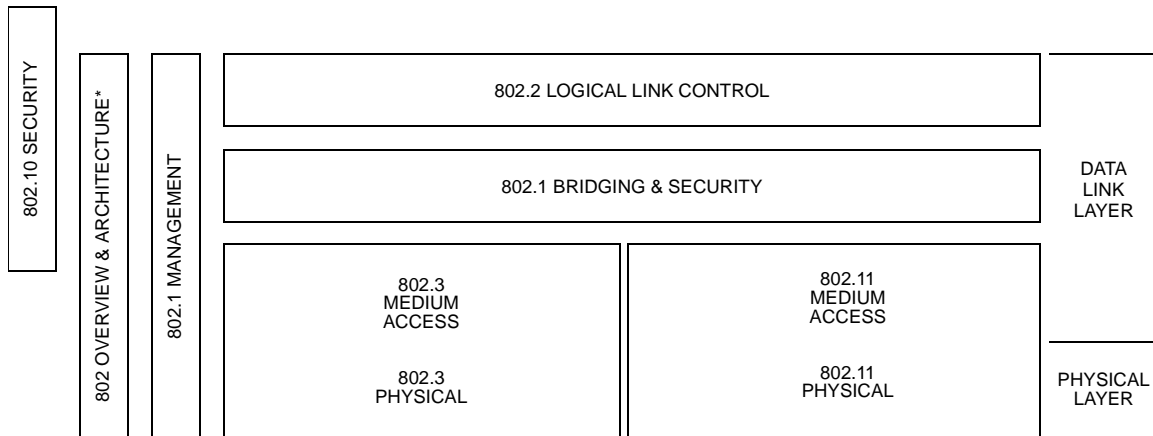 802.10 SECURITY
802 OVERVIEW & ARCHITECTURE*
802.1 MANAGEMENT
802.2 LOGICAL LINK CONTROL
802.1 BRIDGING & SECURITY
802.3
MEDIUM
ACCESS
802.3
PHYSICAL
802.11
MEDIUM
ACCESS
802.11
PHYSICAL
DATA
LINK
LAYER
PHYSICAL
LAYER